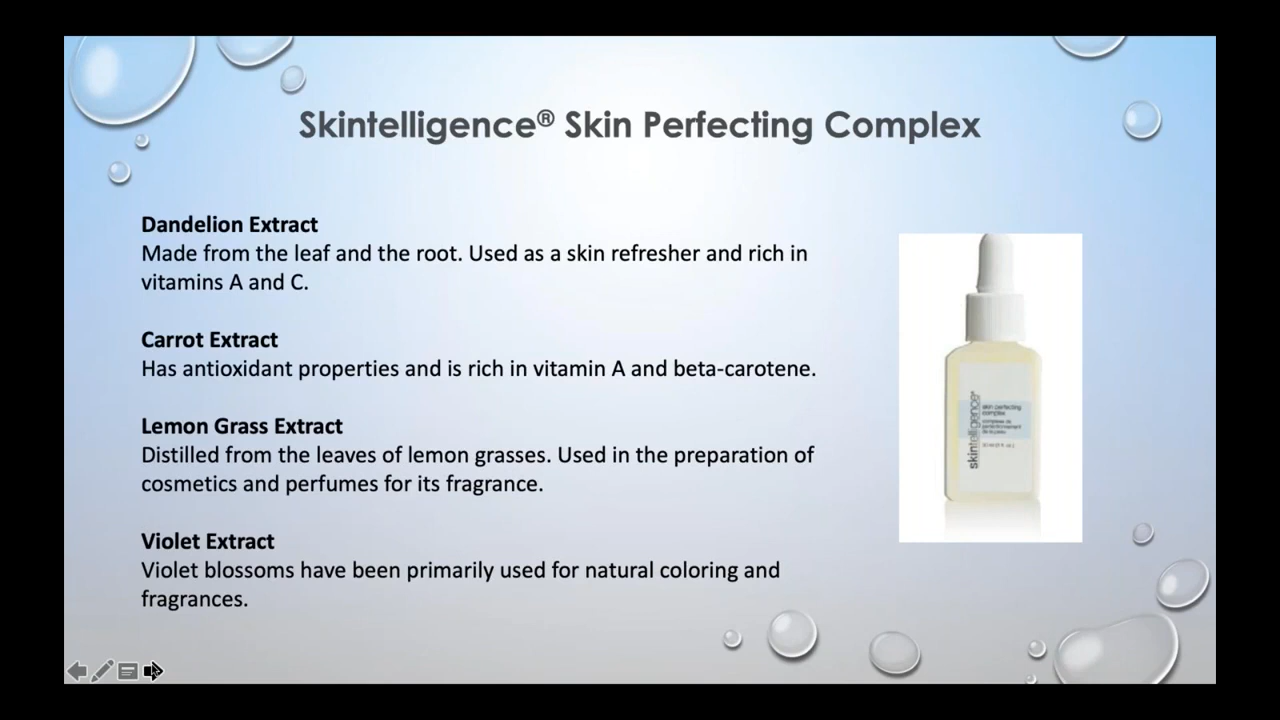 Skintelligence® Skin Perfecting Complex
Dandelion Extract
Made from the leaf and the root. Used as a skin refresher and rich in
vitamins A and C.
Carrot Extract
Has antioxidant properties and is rich in vitamin A and beta-carotene.
Lemon Grass Extract
Distilled from the leaves of lemon grasses. Used in the preparation of
cosmetics and perfumes for its fragrance.
Violet Extract
Violet blossoms have been primarily used for natural coloring and
fragrances.
skintelligence
skin perfecting
complex